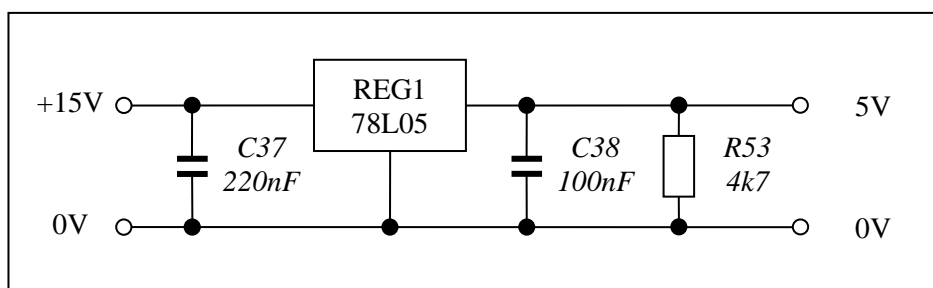 REG1
78L05
+15V
5V
C37
220nF
C38
100nF
R53
4k7
0V
0V